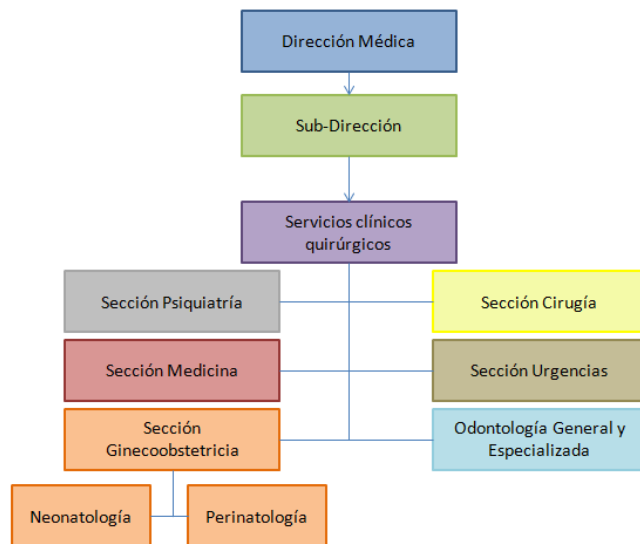 Dirección Médica
Sub-Dirección
Servicios clínicos
quirúrgicos
Sección Psiquiatría
Sección Cirugía
Sección Medicina
Sección Urgencias
Sección
Ginecoobstetricia
Odontología General y
Especializada
Neonatología
Perinatología